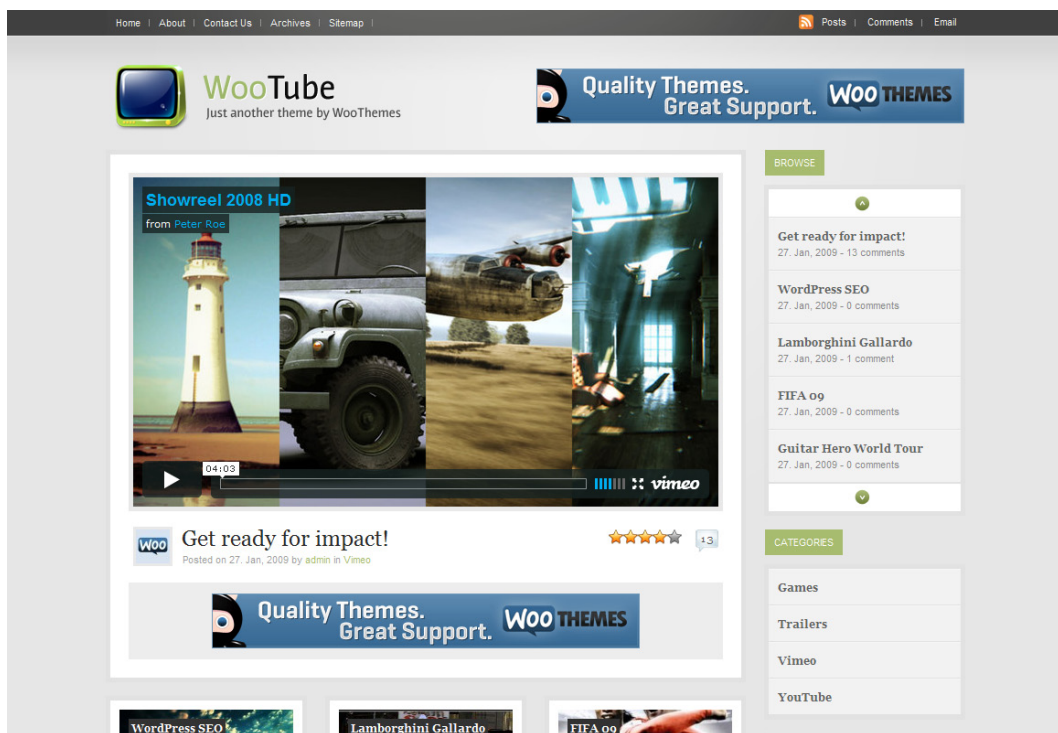 Home | About | Contact Us | Archives | Sitemap |
Posts | Comments | Email
WooTube
Just another theme by WooThemes
Quality Themes.
Great Support.
WOO THEMES
BROWSE
Showreel 2008 HD
from Peter Roe
04:03
vimeo
Get ready for impact!
27. Jan, 2009 - 13 comments
WordPress SEO
27. Jan, 2009 - 0 comments
Lamborghini Gallardo
27. Jan, 2009 - 1 comment
FIFA 09
27. Jan, 2009 - 0 comments
Guitar Hero World Tour
27. Jan, 2009 - 0 comments
Woo
Get ready for impact!
13
Posted on 27. Jan, 2009 by admin in Vimeo
Quality Themes.
Great Support.
WOO THEMES
CATEGORIES
Games
Trailers
Vimeo
YouTube
WordPress SEO
Lamborghini Gallardo
FIFA 09